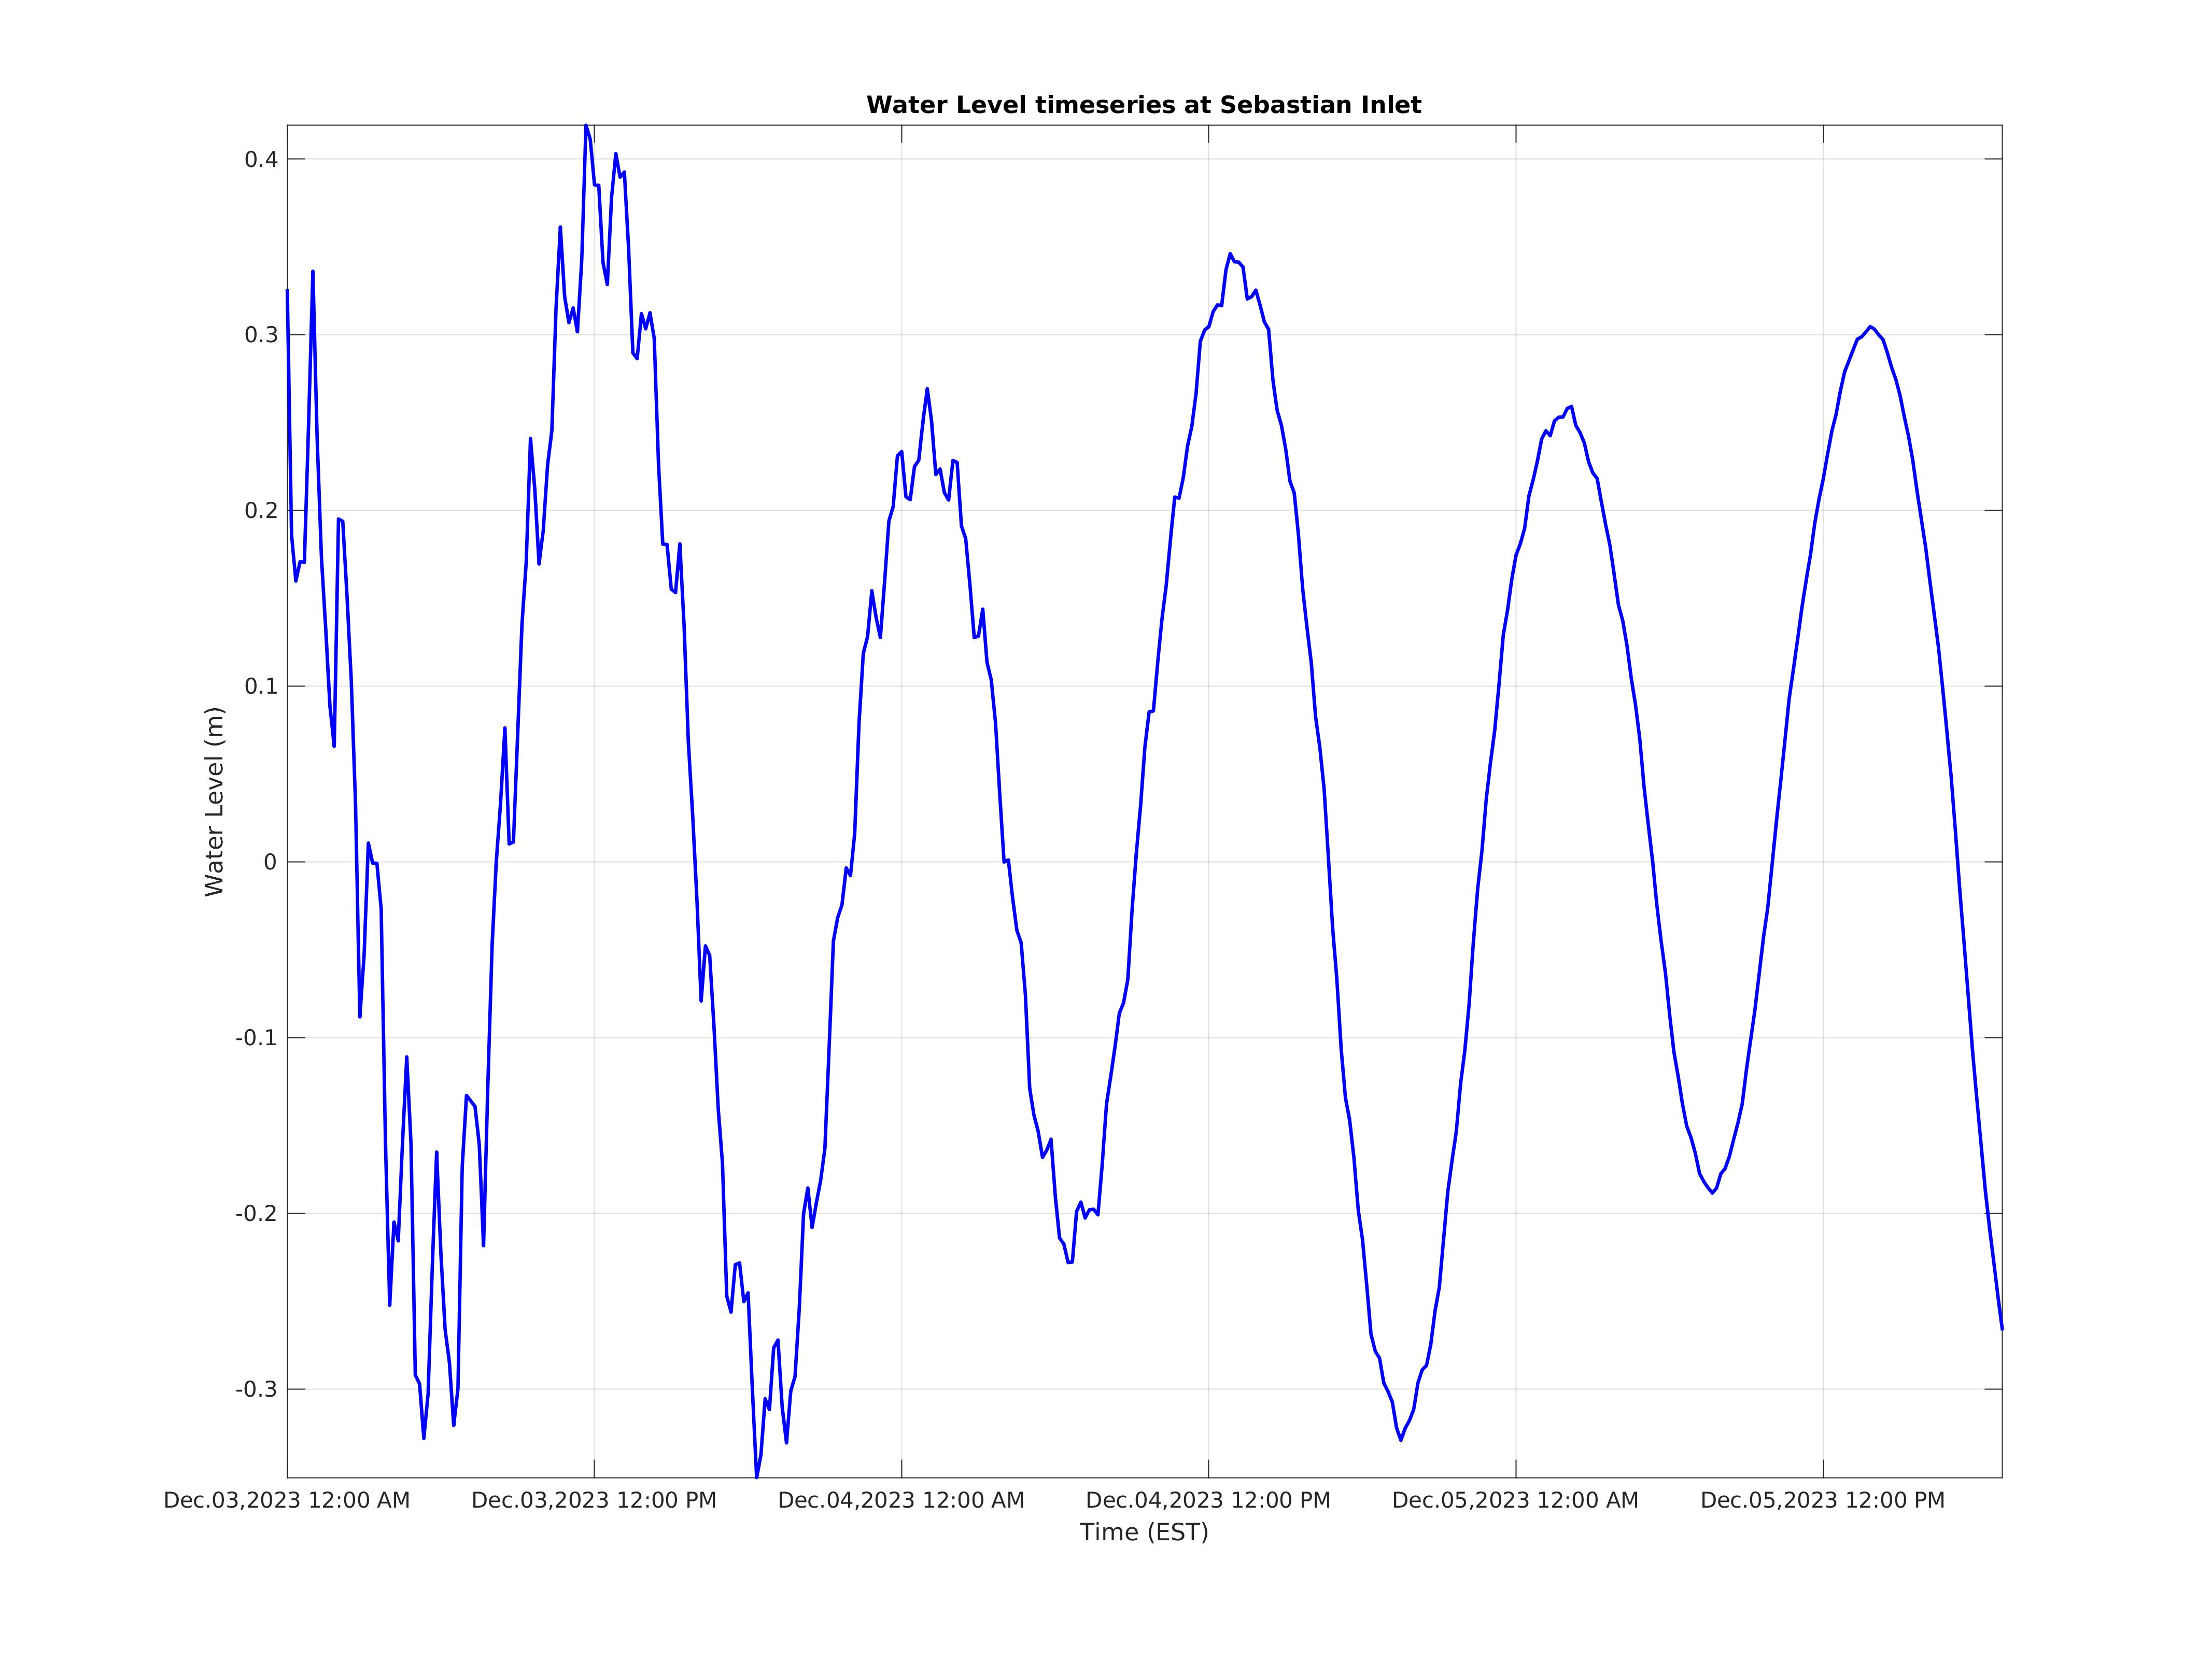 Water Level timeseries at Sebastian Inlet
0.4
0.3
0.2
0.1
0
-0.1
-0.2
-0.3
Water Level (m)
Dec.03,2023 12:00 AM Dec.03,2023 12:00 PM Dec.04,2023 12:00 AM Dec.04,2023 12:00 PM Dec.05,2023 12:00 AM Dec.05,2023 12:00 PM
Time (EST)